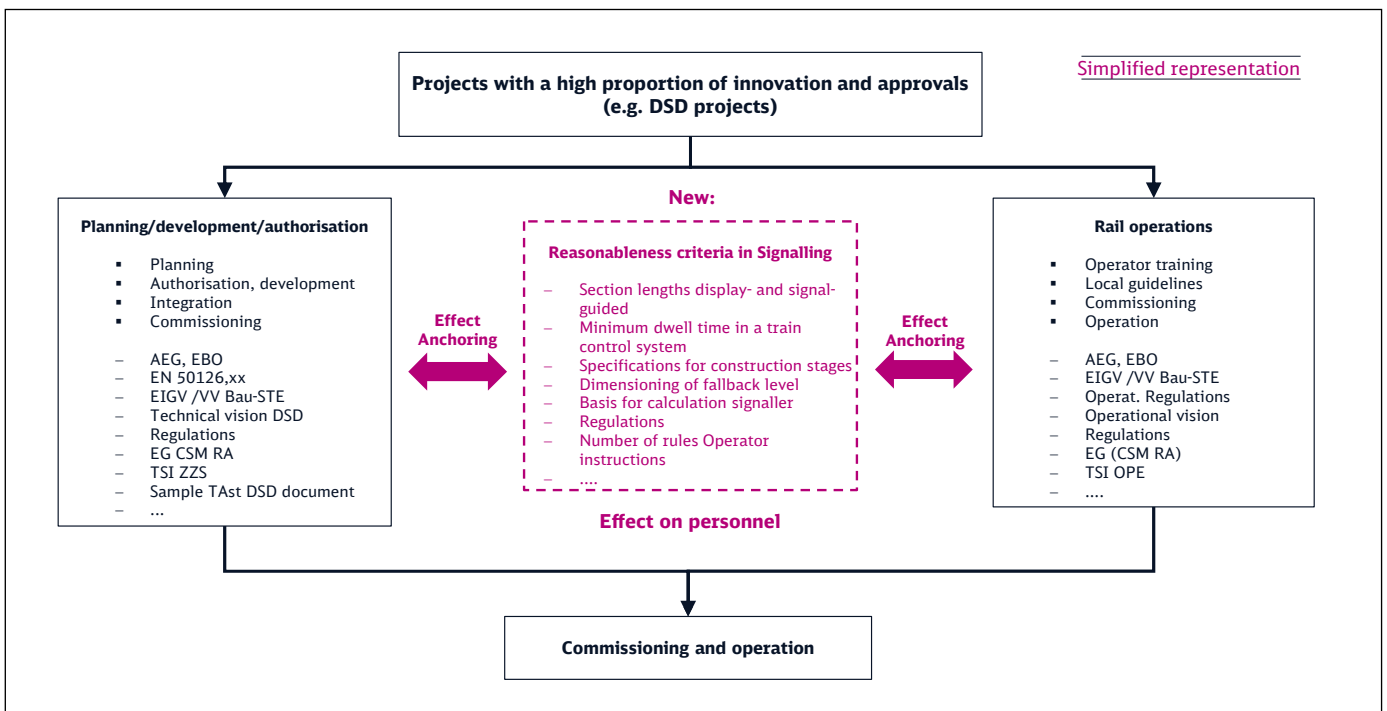 Simplified representation
Projects with a high proportion of innovation and approvals
(e.g. DSD projects)
Planning/development/authorisation
▪ Planning
▪ Authorisation, development
▪ Integration
▪ Commissioning
– AEG, EBO
– EN 50126,xx
– EIGV /VV Bau-STE
– Technical vision DSD
– Regulations
– EG CSM RA
– TSI ZZS
– Sample TAst DSD document
– ...
Effect
Anchoring
New:
Reasonableness criteria in Signalling
– Section lengths display- and signal-
guided
– Minimum dwell time in a train
control system
– Specifications for construction stages
– Dimensioning of fallback level
– Basis for calculation signaller
– Regulations
– Number of rules Operator
instructions
– ....
Effect on personnel
Effect
Anchoring
Rail operations
▪ Operator training
▪ Local guidelines
▪ Commissioning
▪ Operation
– AEG, EBO
– EIGV /VV Bau-STE
– Operat. Regulations
– Operational vision
– Regulations
– EG (CSM RA)
– TSI OPE
– ....
Commissioning and operation